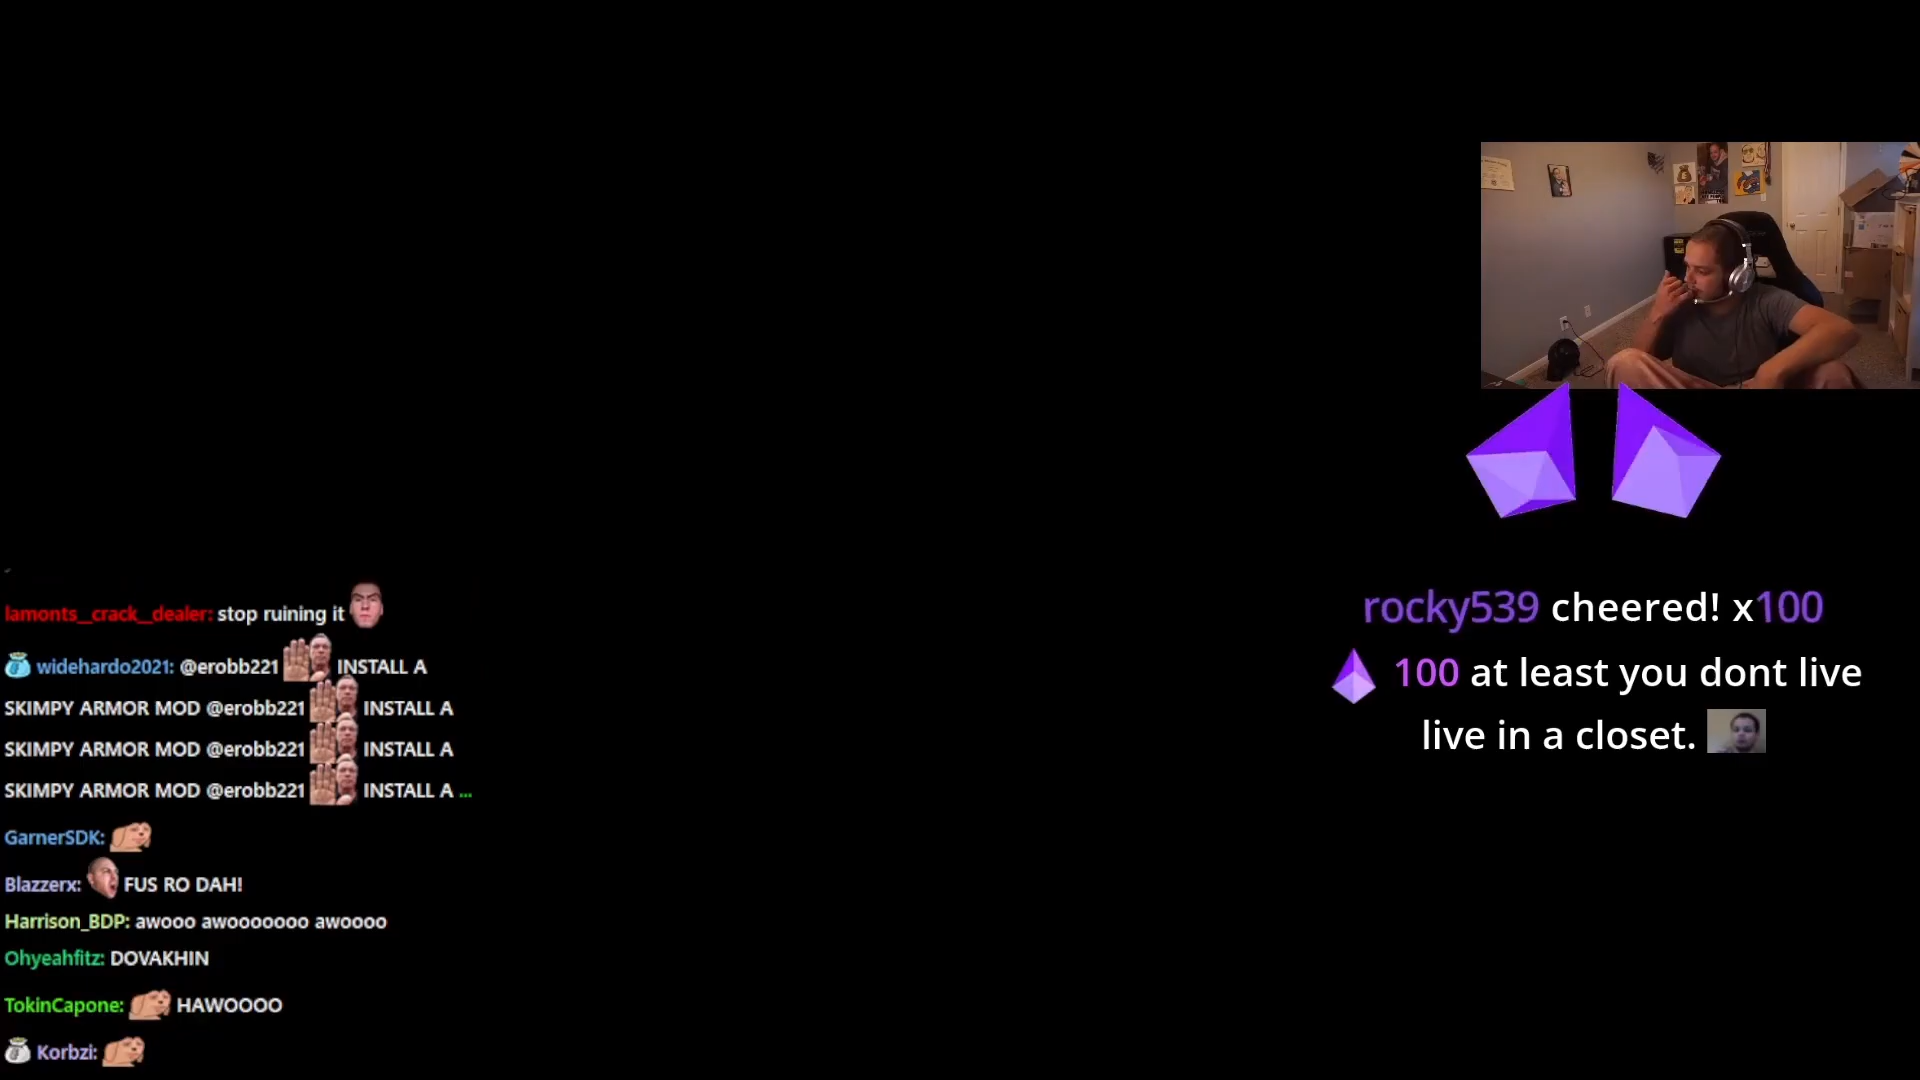 lamonts__crack__dealer: stop ruining it
widehardo2021: @erobb221 INSTALL A
SKIMPY ARMOR MOD @erobb221 INSTALL A
SKIMPY ARMOR MOD @erobb221 INSTALL A
SKIMPY ARMOR MOD @erobb221 INSTALL A ...
GarnerSDK:
Blazzerx: FUS RO DAH!
Harrison_BDP: awooo awooooooo awoooo
Ohyeahfitz: DOVAKHIN
TokinCapone: HAWOOOO
Korbzi:
rocky539 cheered! x100
100 at least you dont live
live in a closet.